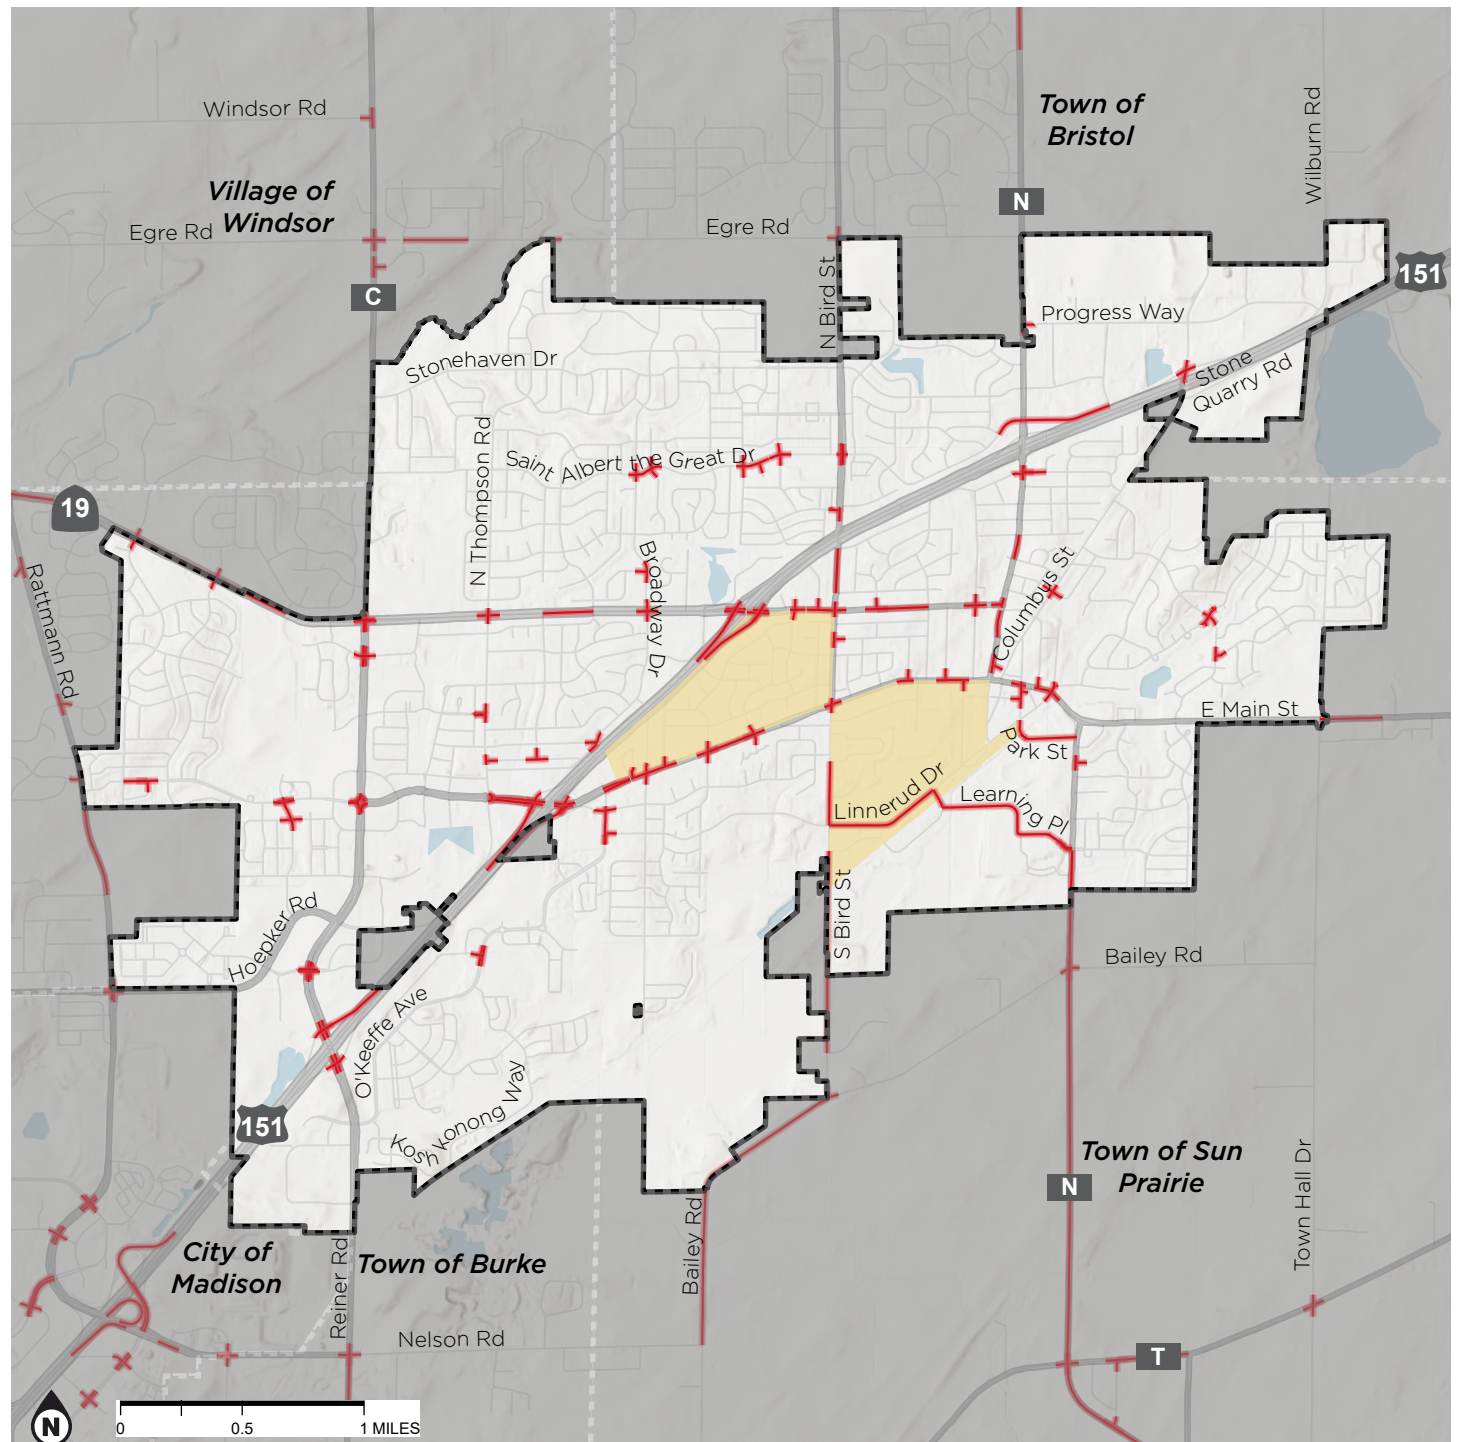 Windsor Rd
Town of
Bristol
Wilburn Rd
Village of
Windsor
N
Egre Rd
Egre Rd
151
C
N Bird St
Progress Way
Stonehaven Dr
Stone
Quarry Rd
N Thompson Rd
Saint Albert the Great Dr
19
Rattmann Rd
Broadway Dr
Columbus St
E Main St
Park St
Linnerud Dr
Learning Pl
Hoepker Rd
S Bird St
Bailey Rd
O'Keeffe Ave
Koshkonong Way
151
Town of Sun
Prairie
N
Town Hall Dr
City of
Madison
Reiner Rd
Town of Burke
Bailey Rd
Nelson Rd
T
N
0
0.5
1 MILES